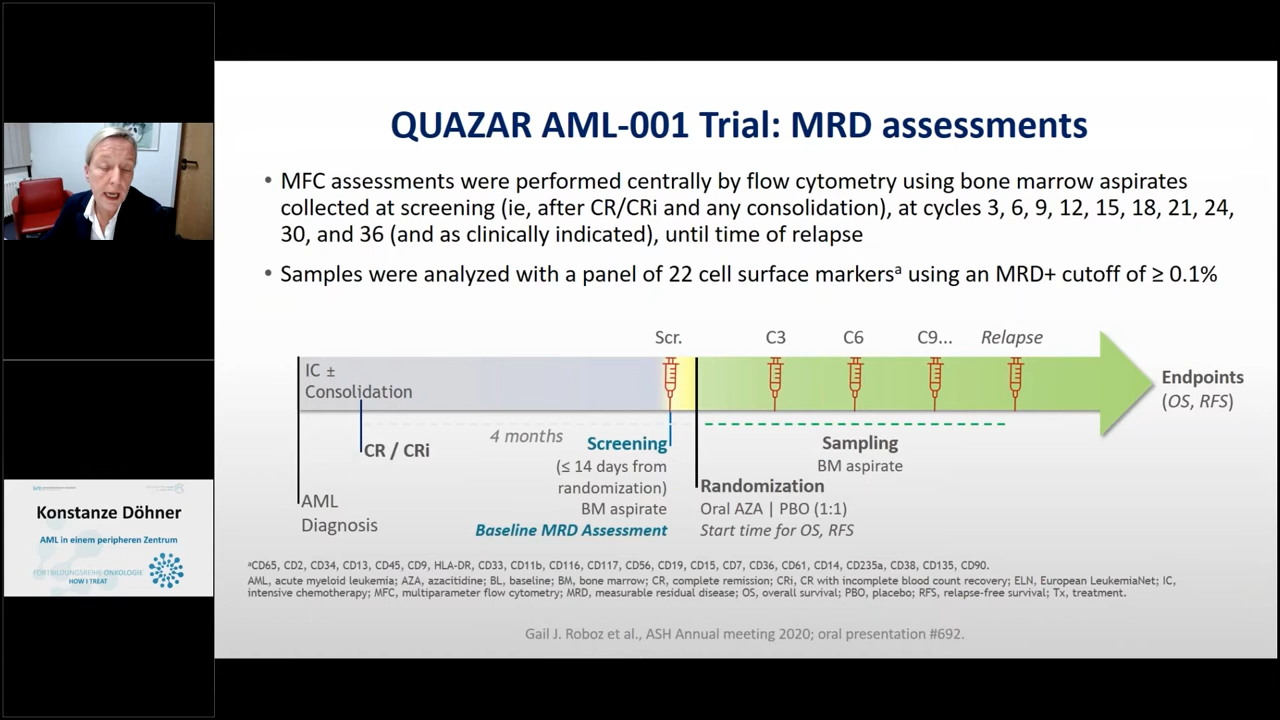 QUAZAR AML-001 Trial: MRD assessments
• MFC assessments were performed centrally by flow cytometry using bone marrow aspirates
collected at screening (ie, after CR/CRi and any consolidation), at cycles 3, 6, 9, 12, 15, 18, 21, 24,
30, and 36 (and as clinically indicated), until time of relapse
• Samples were analyzed with a panel of 22 cell surface markersᵃ using an MRD+ cutoff of ≥ 0.1%
Scr.
C3
C6
C9...
Relapse
IC ±
Consolidation
Endpoints
(OS, RFS)
CR / CRi
4 months
Screening
(≤ 14 days from
randomization)
BM aspirate
Baseline MRD Assessment
Sampling
BM aspirate
AML
Diagnosis
Randomization
Oral AZA | PBO (1:1)
Start time for OS, RFS
ᵃCD65, CD2, CD34, CD13, CD45, CD9, HLA-DR, CD33, CD11b, CD116, CD117, CD56, CD19, CD15, CD7, CD36, CD61, CD14, CD235a, CD38, CD135, CD90.
AML, acute myeloid leukemia; AZA, azacitidine; BL, baseline; BM, bone marrow; CR, complete remission; CRi, CR with incomplete blood count recovery; ELN, European LeukemiaNet; IC,
intensive chemotherapy; MFC, multiparameter flow cytometry; MRD, measurable residual disease; OS, overall survival; PBO, placebo; RFS, relapse-free survival; Tx, treatment.
Gail J. Roboz et al., ASH Annual meeting 2020; oral presentation #692.
Konstanze Döhner
AML in einem peripheren Zentrum
FORTBILDUNGSREIHE ONKOLOGIE
HOW I TREAT